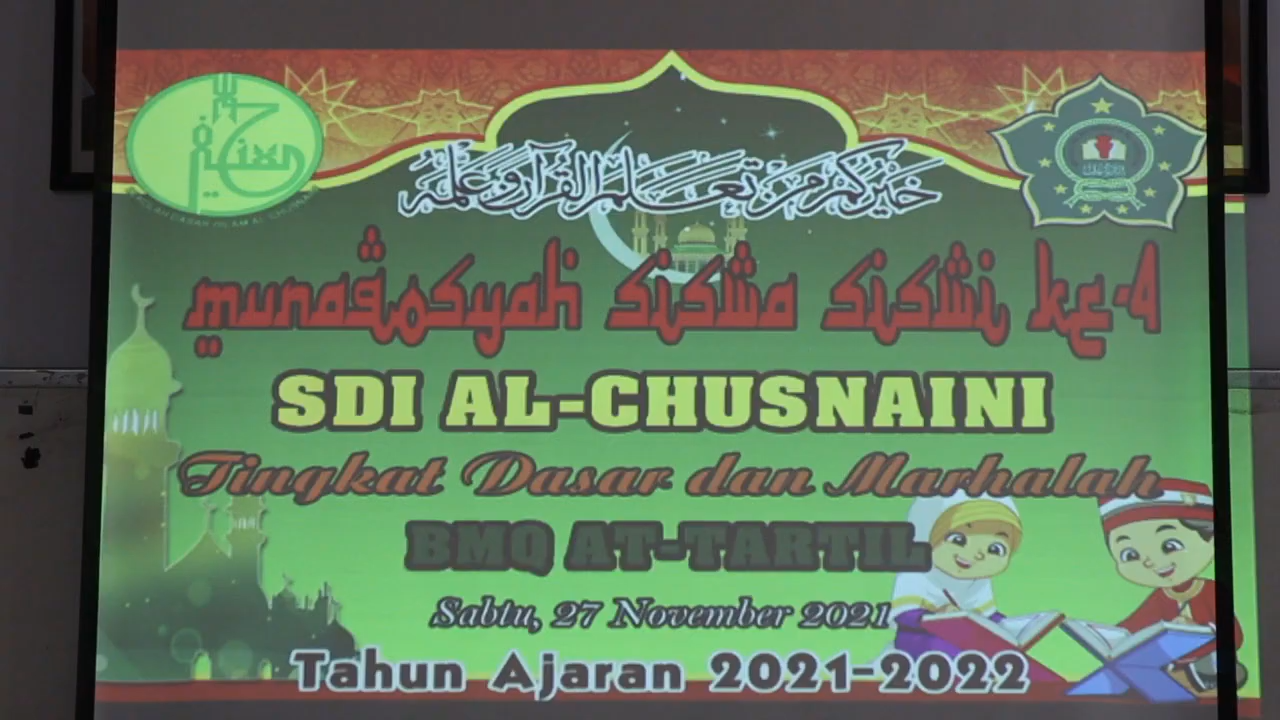 خيركم من تعلم القرآن وعلمه
munaqosyah siswa siswi ke-4
SDI AL-CHUSNAINI
Tingkat Dasar dan Marhalah
BMQ AT-TARTIL
Sabtu, 27 November 2021
Tahun Ajaran 2021-2022